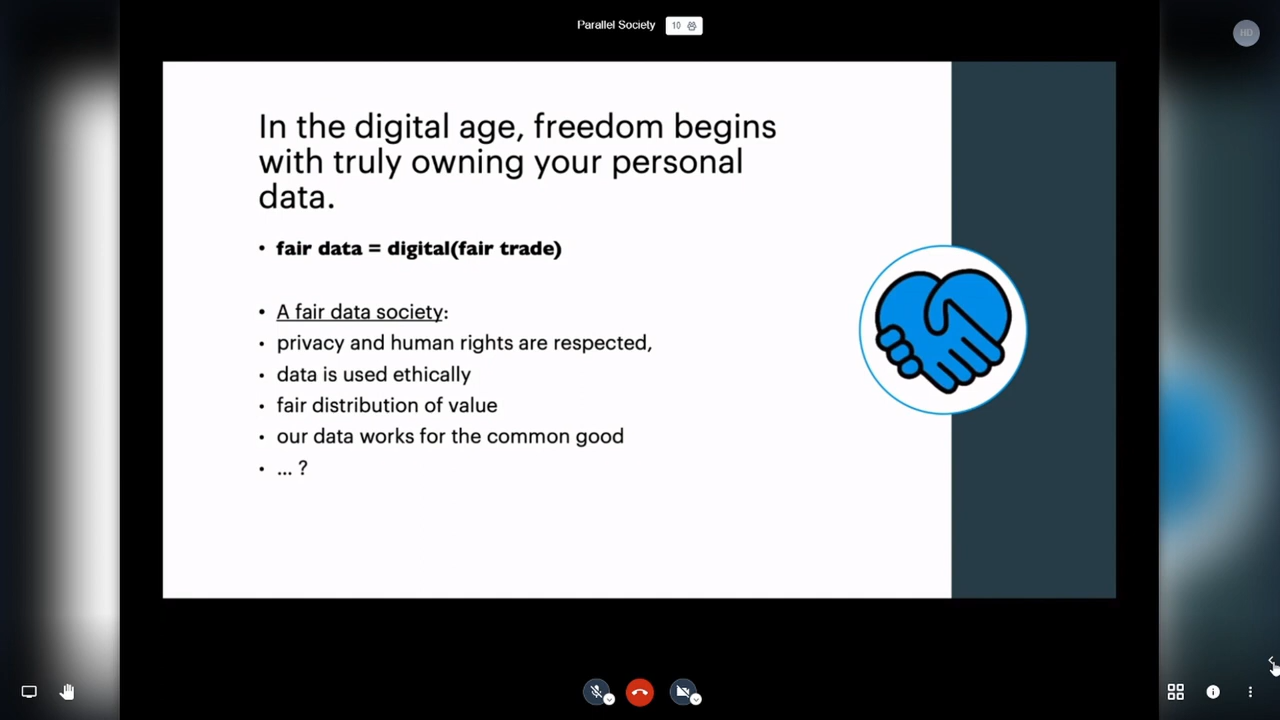 Parallel Society 10
HD
In the digital age, freedom begins
with truly owning your personal
data.
• fair data = digital(fair trade)
• A fair data society:
• privacy and human rights are respected,
• data is used ethically
• fair distribution of value
• our data works for the common good
• ... ?